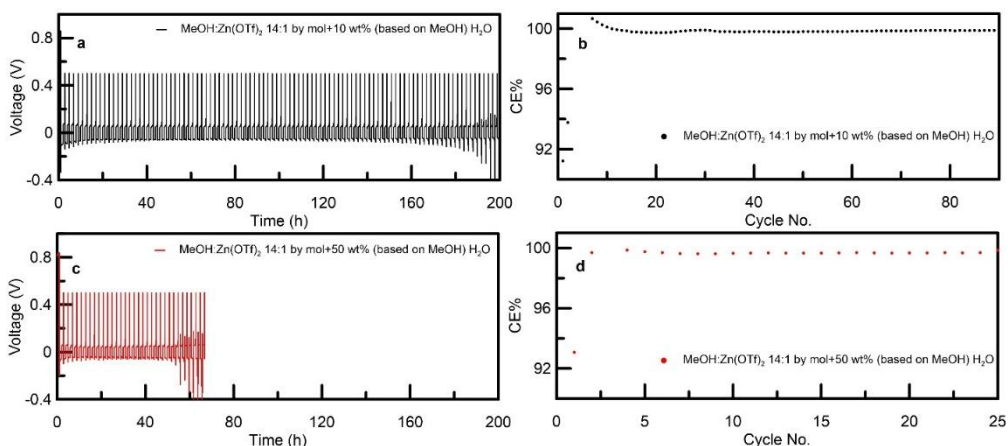 a
MeOH:Zn(OTf)₂ 14:1 by mol+10 wt% (based on MeOH) H₂O
Voltage (V)
0.8
0.4
0
-0.4
0 40 80 120 160 200
Time (h)
b
CE%
100
96
92
MeOH:Zn(OTf)₂ 14:1 by mol+10 wt% (based on MeOH) H₂O
0 20 40 60 80
Cycle No.
c
MeOH:Zn(OTf)₂ 14:1 by mol+50 wt% (based on MeOH) H₂O
Voltage (V)
0.8
0.4
0
-0.4
0 40 80 120 160 200
Time (h)
d
CE%
100
96
92
MeOH:Zn(OTf)₂ 14:1 by mol+50 wt% (based on MeOH) H₂O
0 5 10 15 20 25
Cycle No.